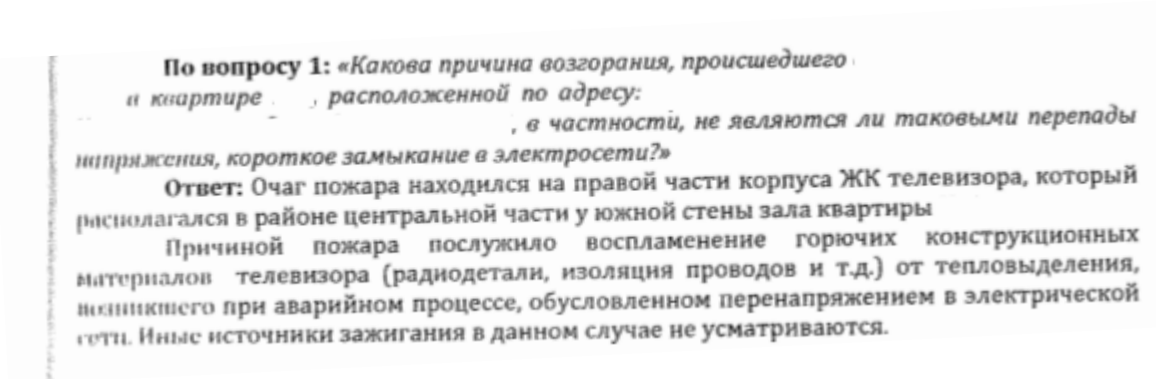 По вопросу 1: «Какова причина возгорания, происшедшего
в квартире , расположенной по адресу:
, в частности, не являются ли таковыми перепады
напряжения, короткое замыкание в электросети?»
Ответ: Очаг пожара находился на правой части корпуса ЖК телевизора, который
располагался в районе центральной части у южной стены зала квартиры
Причиной пожара послужило воспламенение горючих конструкционных
материалов телевизора (радиодетали, изоляция проводов и т.д.) от тепловыделения,
возникшего при аварийном процессе, обусловленном перенапряжением в электрической
сети. Иные источники зажигания в данном случае не усматриваются.